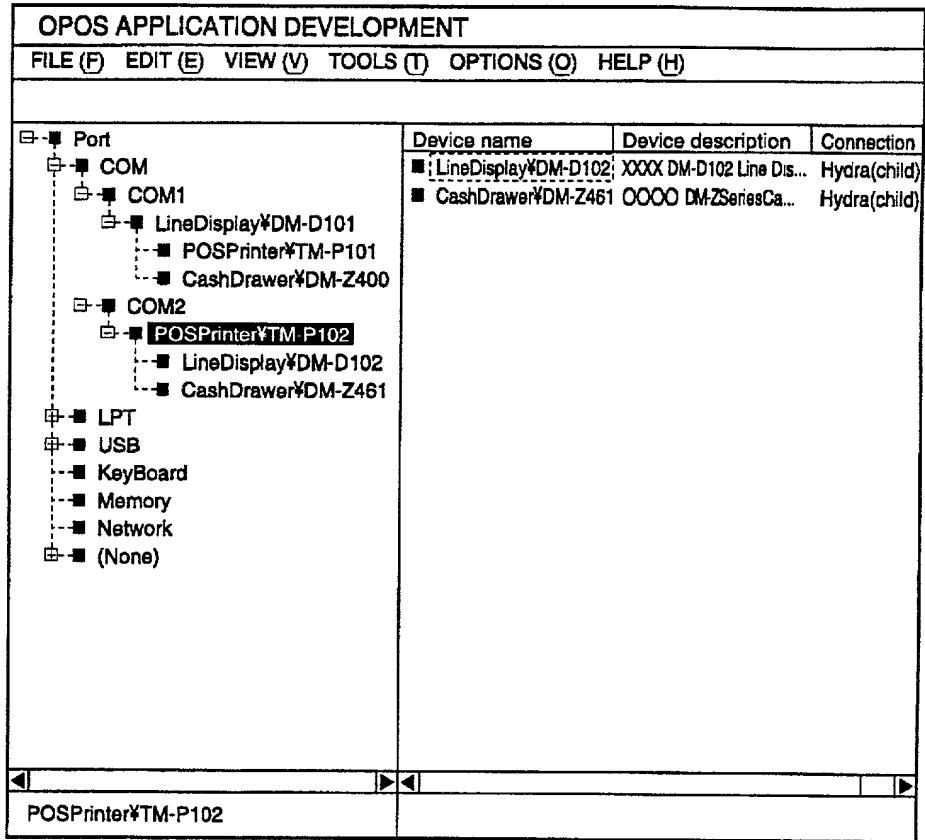 OPOS APPLICATION DEVELOPMENT
FILE (F) EDIT (E) VIEW (V) TOOLS (T) OPTIONS (O) HELP (H)
Port
COM
COM1
LineDisplay¥DM-D101
POSPrinter¥TM-P101
CashDrawer¥DM-Z400
COM2
POSPrinter¥TM-P102
LineDisplay¥DM-D102
CashDrawer¥DM-Z461
LPT
USB
KeyBoard
Memory
Network
(None)
Device name Device description Connection
LineDisplay¥DM-D102 XXXX DM-D102 Line Dis... Hydra(child)
CashDrawer¥DM-Z461 OOOO DM-ZSeriesCa... Hydra(child)
POSPrinter¥TM-P102